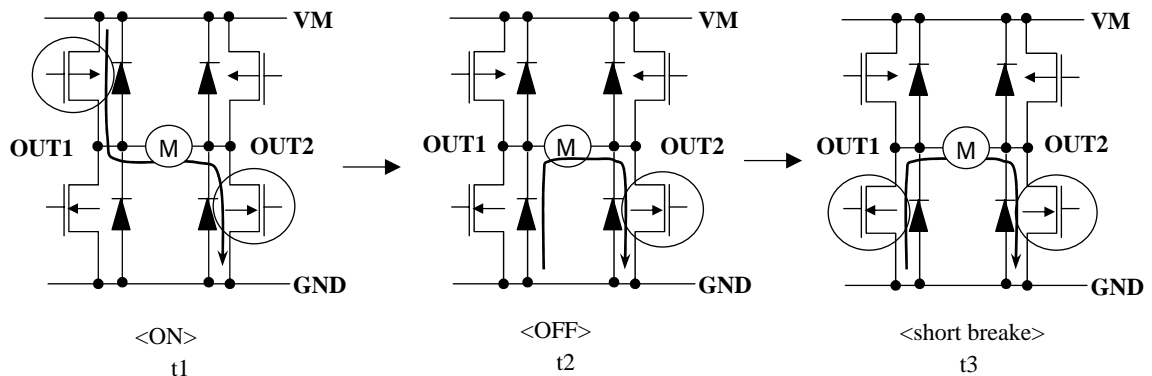 VM
M
OUT1
OUT2
GND
<ON>
t1
VM
M
OUT1
OUT2
GND
<OFF>
t2
VM
M
OUT1
OUT2
GND
<short breake>
t3